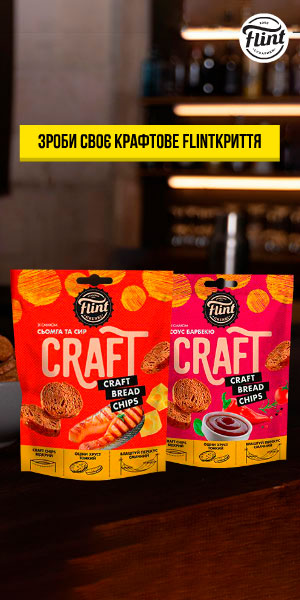 Flint
ЗРОБИ СВОЄ КРАФТОВЕ FLINTКРИТТЯ
Flint
СЬОМГА ТА СИР
CRAFT
CRAFT
BREAD
CHIPS
Flint
СОУС БАРБЕКЮ
CRAFT
CRAFT
BREAD
CHIPS